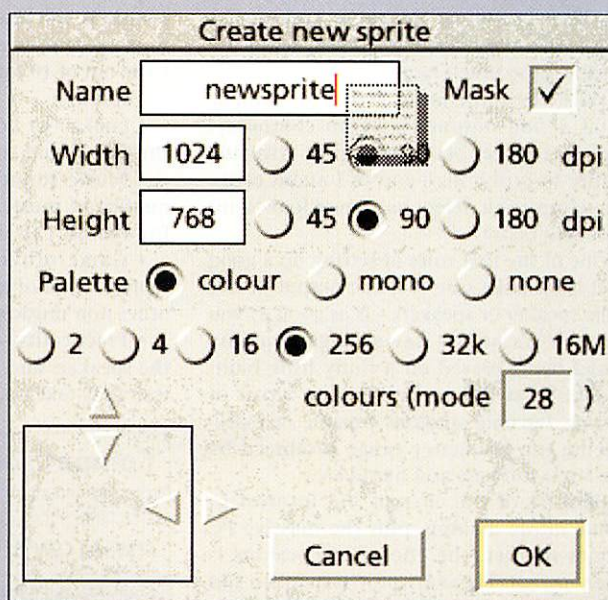 Create new sprite
Name newsprite Mask
Width 1024 45 90 180 dpi
Height 768 45 90 180 dpi
Palette colour mono none
2 4 16 256 32k 16M
colours (mode 28 )
Cancel OK